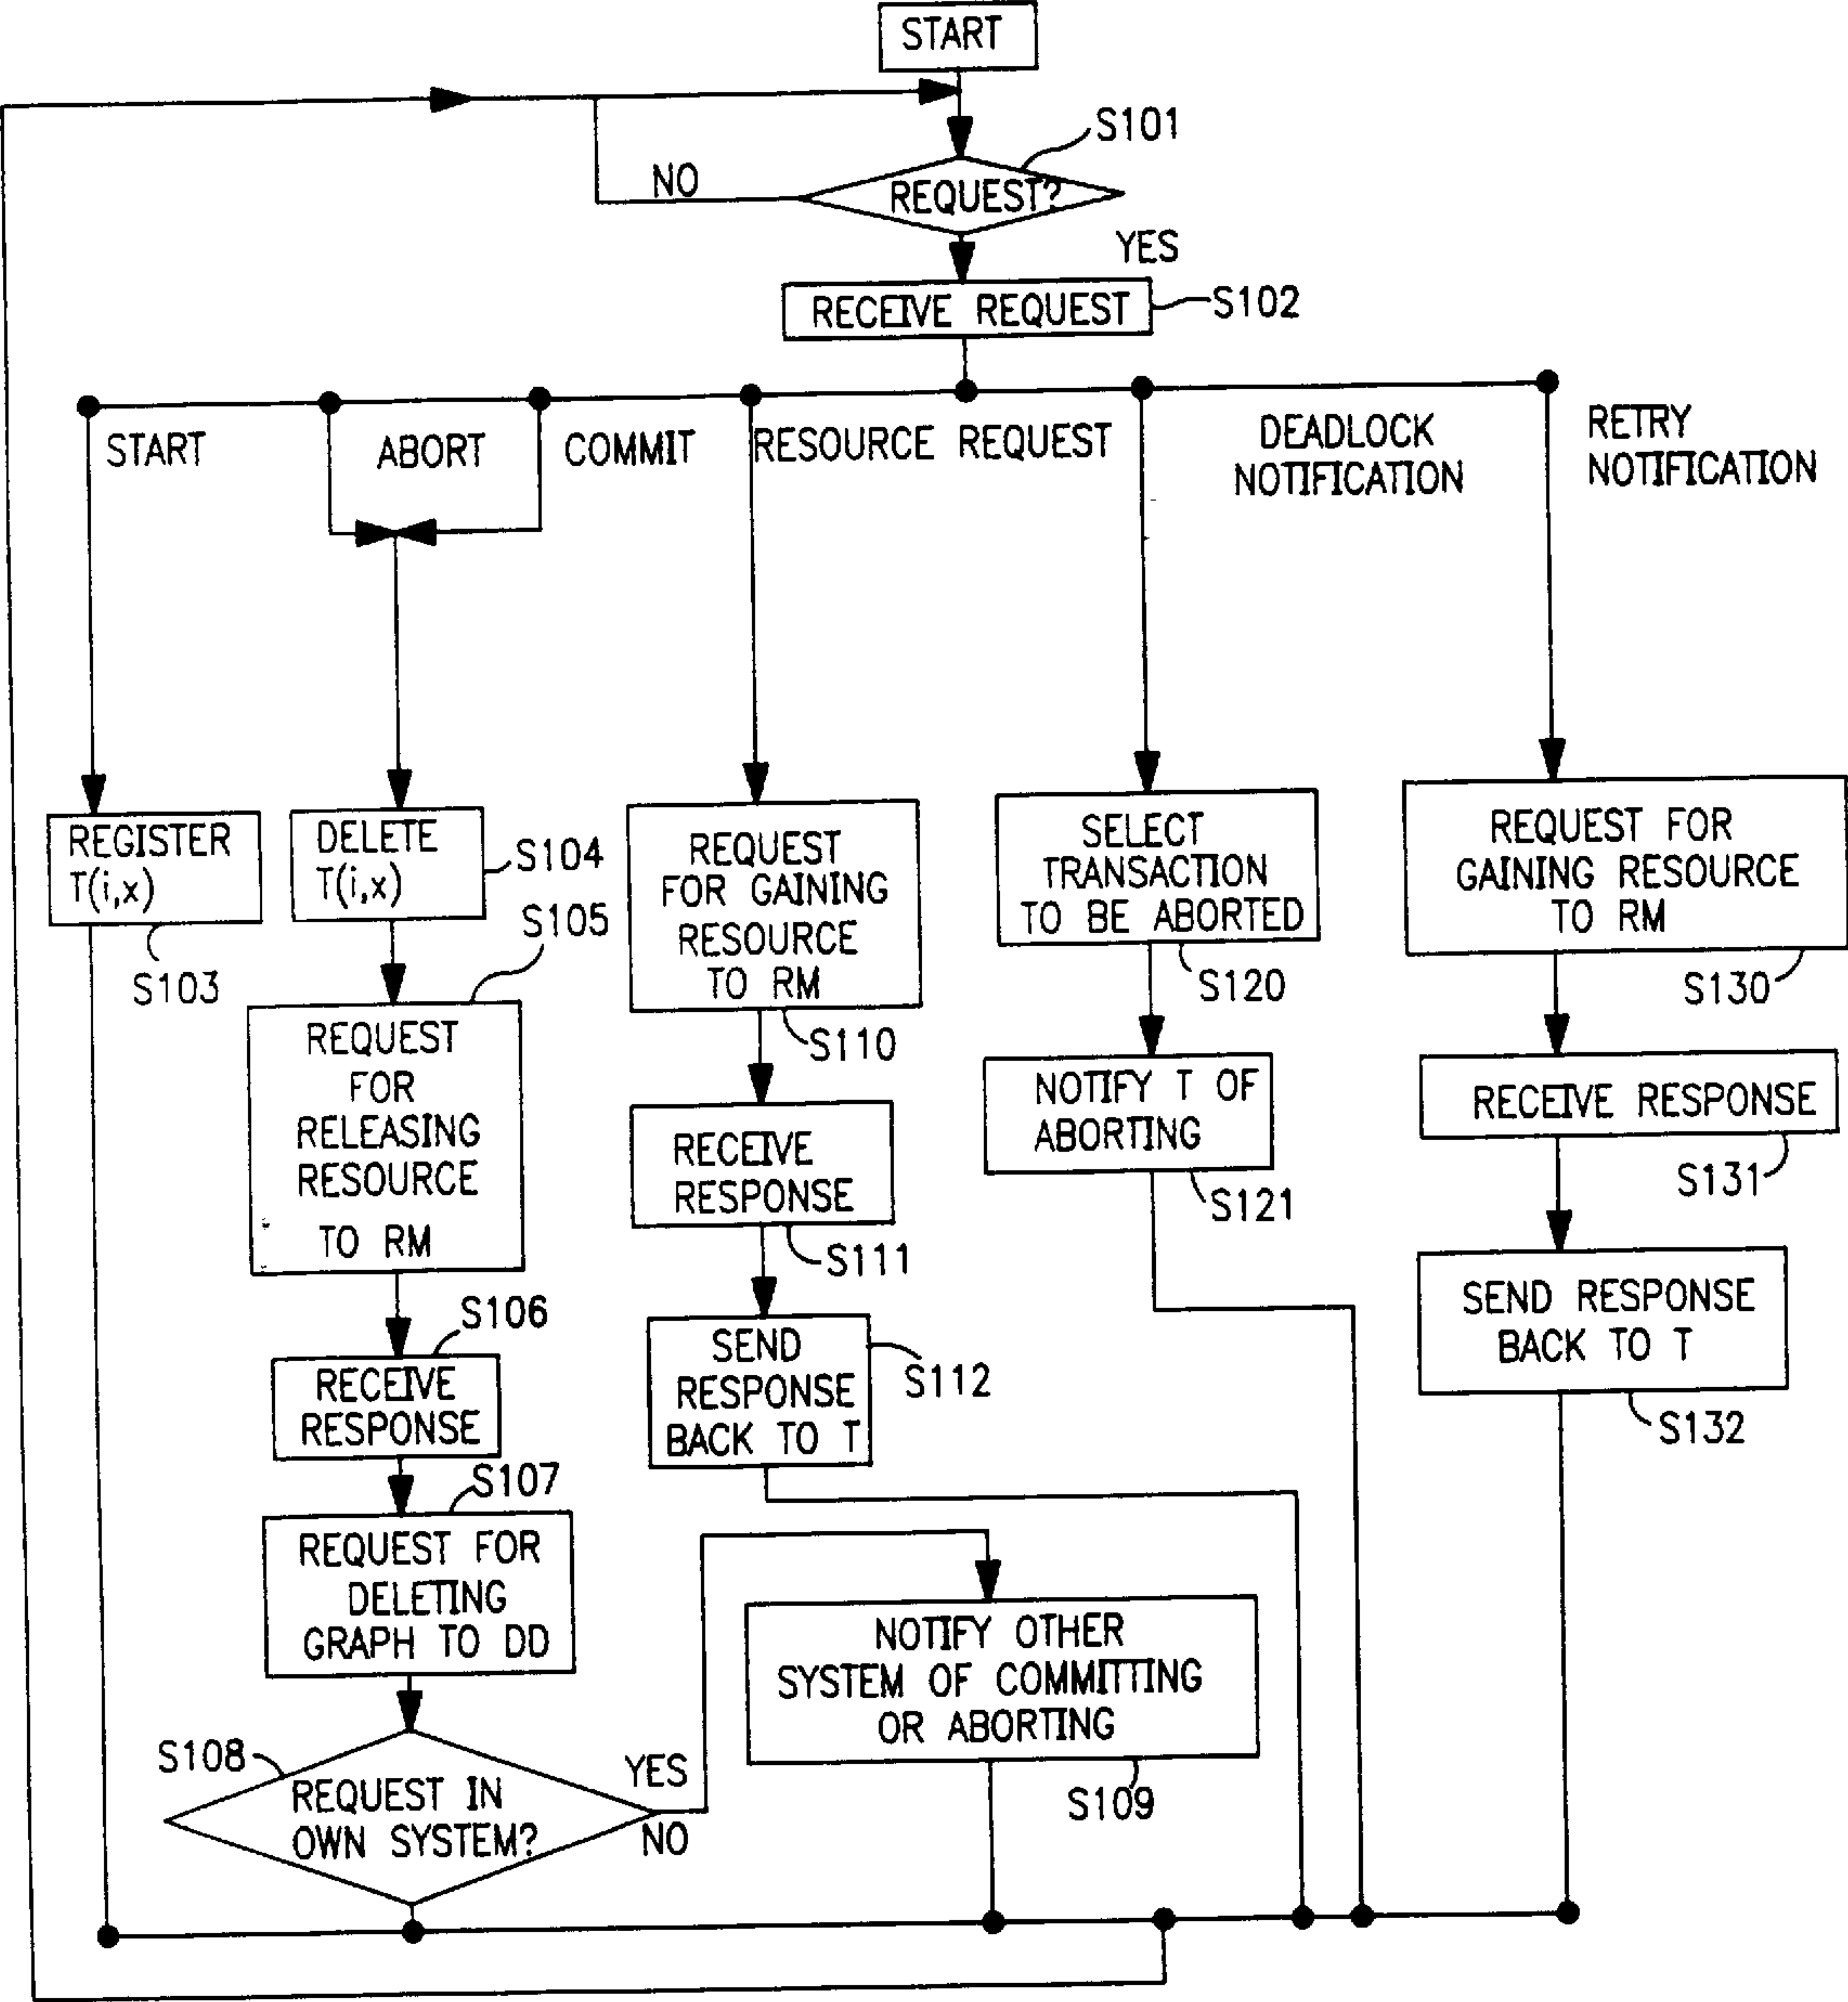 START
S101
NO
REQUEST?
YES
RECEIVE REQUEST
S102
START
ABORT
COMMIT
RESOURCE REQUEST
DEADLOCK
NOTIFICATION
RETRY
NOTIFICATION
REGISTER
T(i,x)
S103
DELETE
T(i,x)
S104
S105
REQUEST
FOR
RELEASING
RESOURCE
TO RM
S106
RECEIVE
RESPONSE
S107
REQUEST FOR
DELETING
GRAPH TO DD
S108
REQUEST IN
OWN SYSTEM?
YES
NO
NOTIFY OTHER
SYSTEM OF COMMITTING
OR ABORTING
S109
REQUEST
FOR GAINING
RESOURCE
TO RM
S110
RECEIVE
RESPONSE
S111
SEND
RESPONSE
BACK TO T
S112
SELECT
TRANSACTION
TO BE ABORTED
S120
NOTIFY T OF
ABORTING
S121
REQUEST FOR
GAINING RESOURCE
TO RM
S130
RECEIVE RESPONSE
S131
SEND RESPONSE
BACK TO T
S132